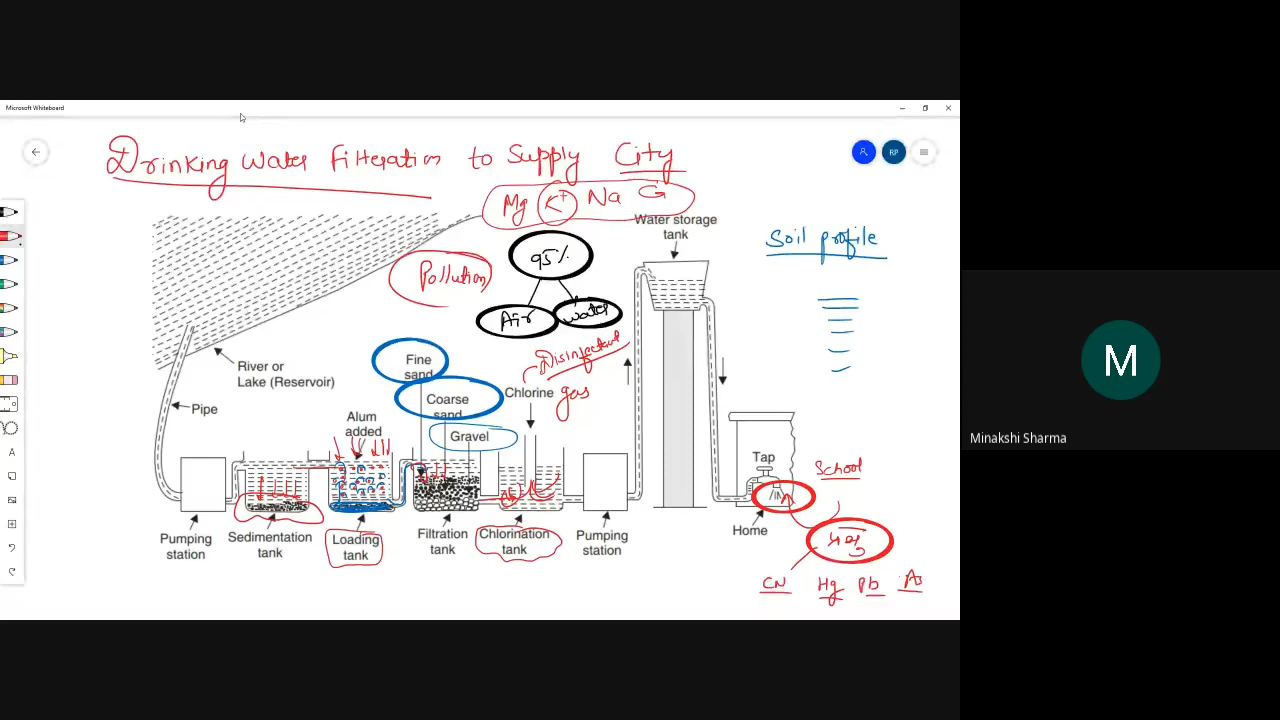 Microsoft Whiteboard
Drinking water Filteration to Supply City
Mg K+ Na
Water storage
tank
Soil profile
RP
Pollution
95%
Air
water
River or
Lake (Reservoir)
Pipe
Fine
sand
Coarse
sand
Gravel
Alum
added
Disinfectant
Chlorine
gas
Tap
School
Home
Pumping
station
Sedimentation
tank
Loading
tank
Filtration
tank
Chlorination
tank
Pumping
station
CN Hg Pb As
M
Minakshi Sharma